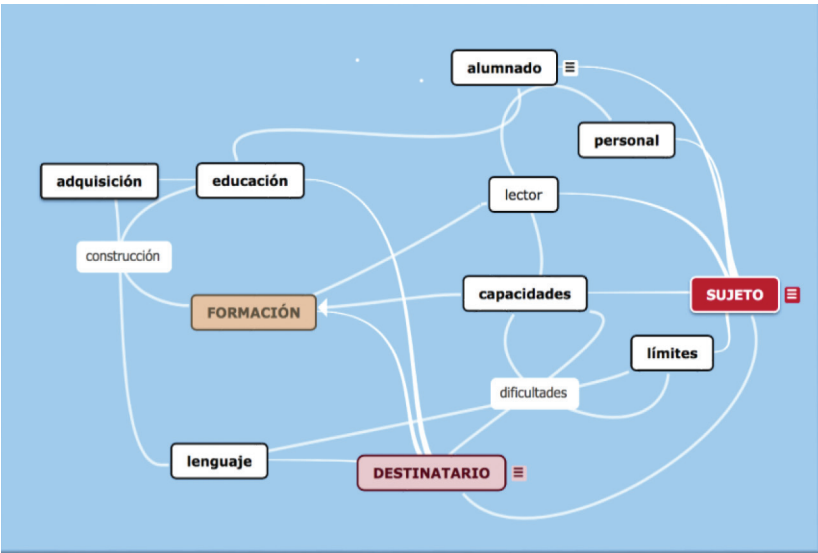 alumnado
personal
adquisición
educación
lector
construcción
capacidades
SUJETO
FORMACIÓN
límites
dificultades
lenguaje
DESTINATARIO